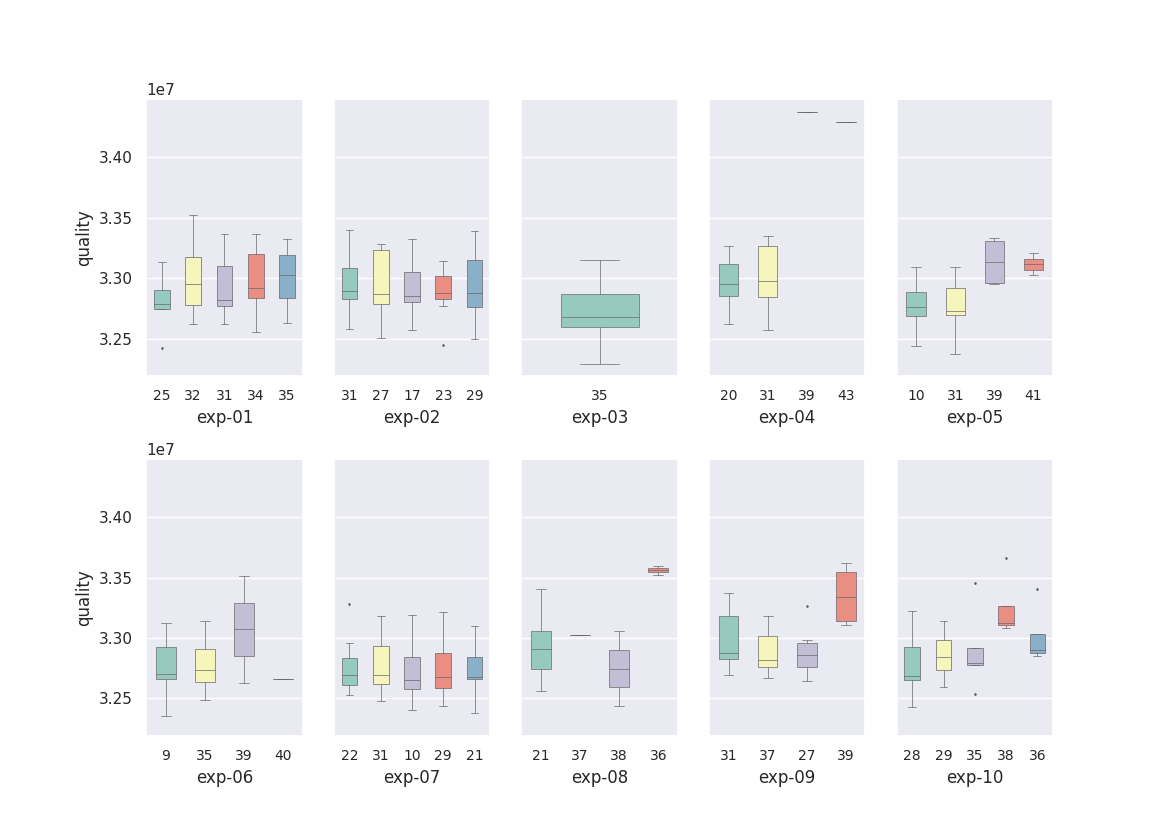 1e7
3.40
3.35
3.30
3.25
quality
25 32 31 34 35
exp-01
31 27 17 23 29
exp-02
35
exp-03
20 31 39 43
exp-04
10 31 39 41
exp-05
1e7
3.40
3.35
3.30
3.25
quality
9 35 39 40
exp-06
22 31 10 29 21
exp-07
21 37 38 36
exp-08
31 37 27 39
exp-09
28 29 35 38 36
exp-10